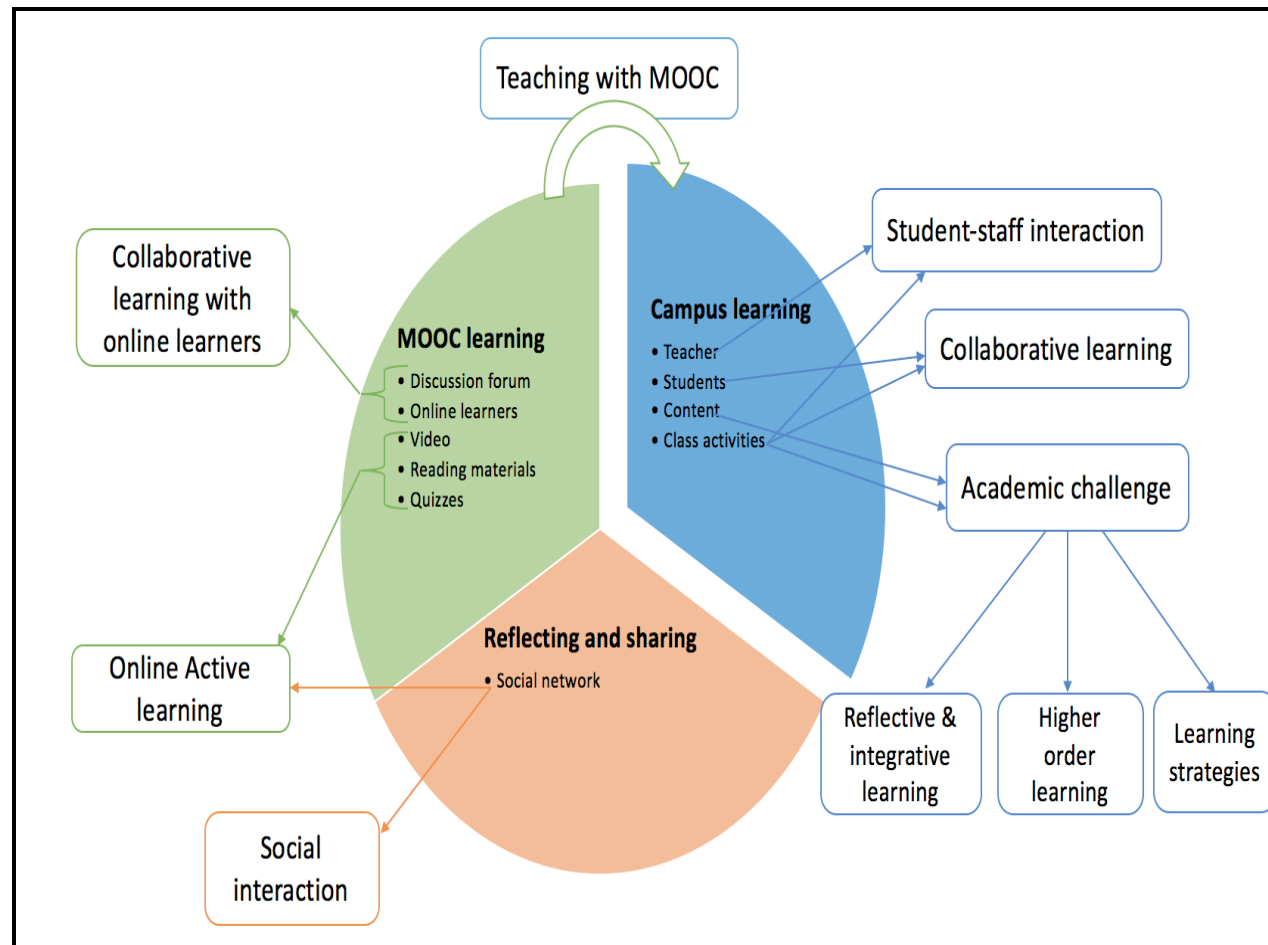 Teaching with MOOC
Collaborative
learning with
online learners
MOOC learning
• Discussion forum
• Online learners
• Video
• Reading materials
• Quizzes
Campus learning
• Teacher
• Students
• Content
• Class activities
Student-staff interaction
Collaborative learning
Academic challenge
Reflecting and sharing
• Social network
Online Active
learning
Social
interaction
Reflective &
integrative
learning
Higher
order
learning
Learning
strategies